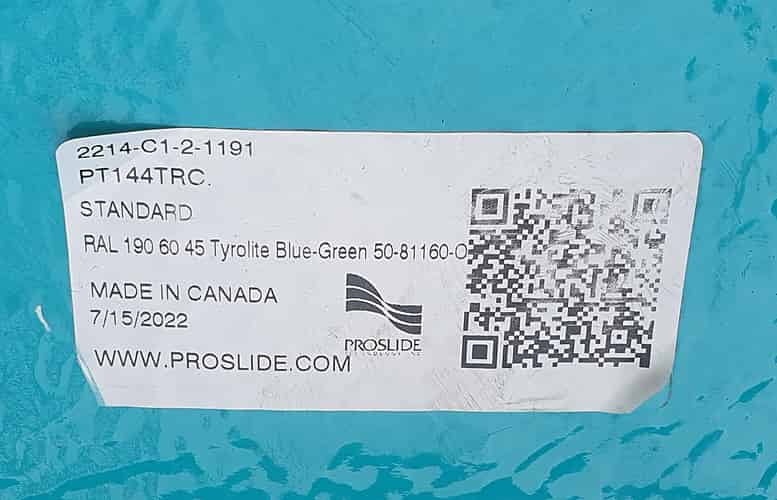 2214-C1-2-1191
PT144TRC.
STANDARD
RAL 190 60 45 Tyrolite Blue-Green 50-81160-O
MADE IN CANADA
7/15/2022
PROSLIDE
WWW.PROSLIDE.COM